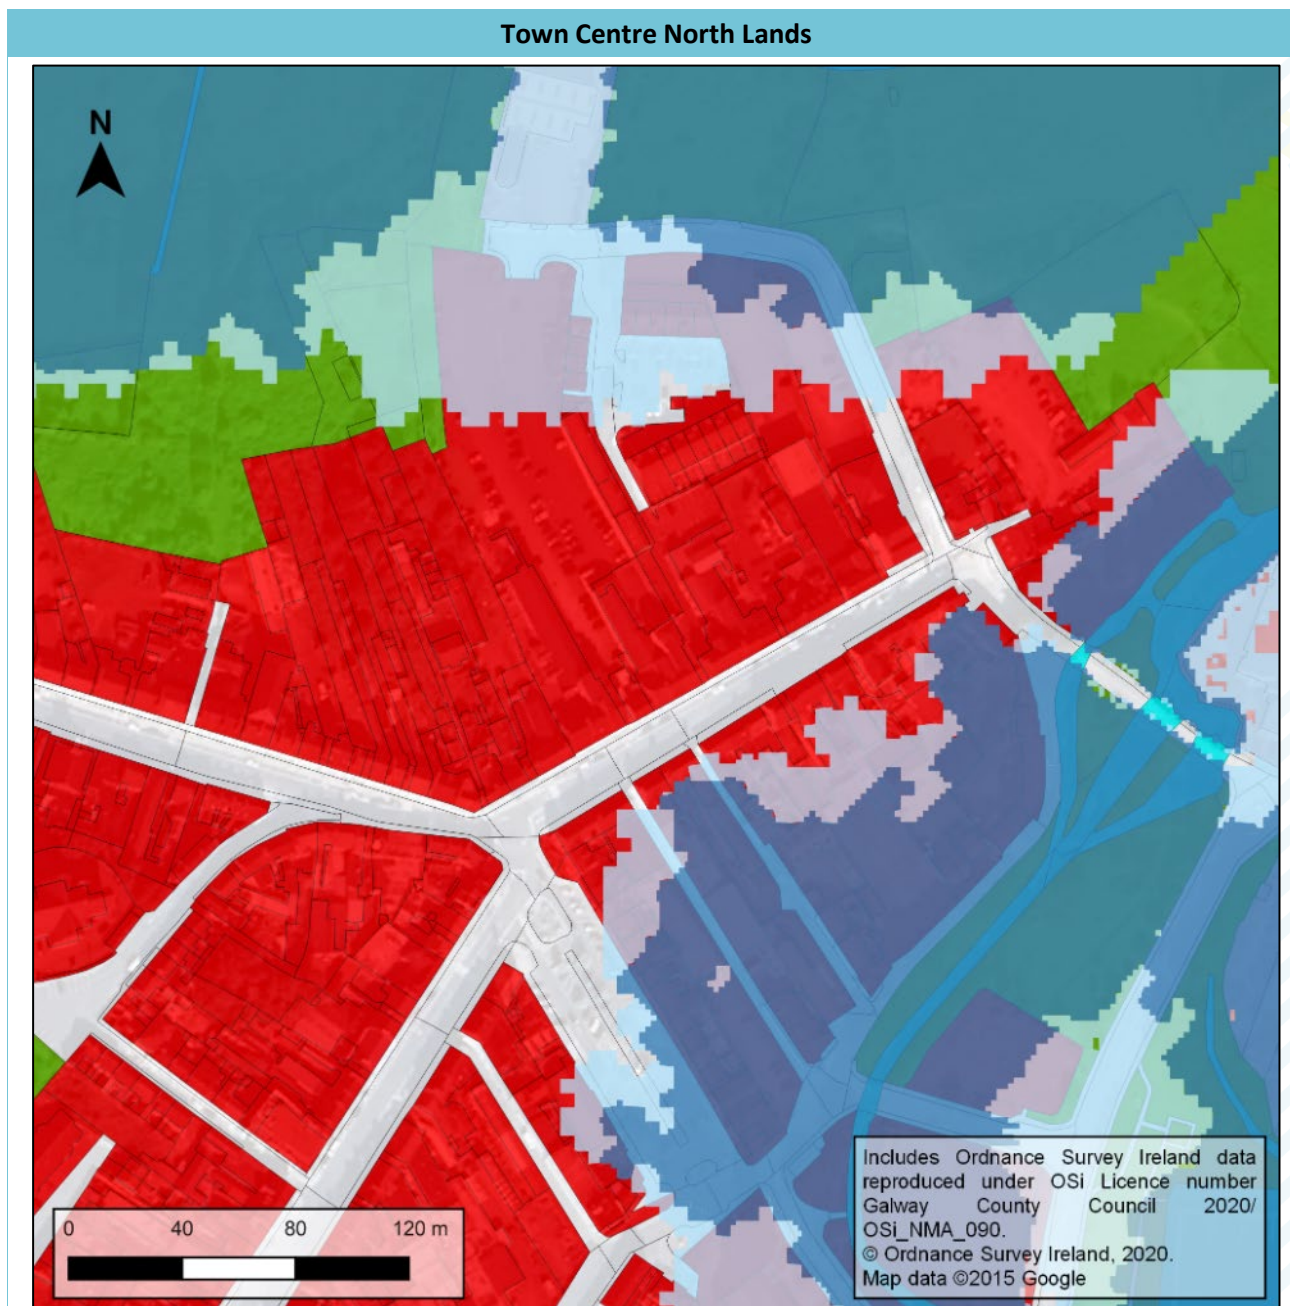 Town Centre North Lands
N
0 40 80 120 m
Includes Ordnance Survey Ireland data
reproduced under OSi Licence number
Galway County Council 2020/
OSi_NMA_090.
© Ordnance Survey Ireland, 2020.
Map data ©2015 Google